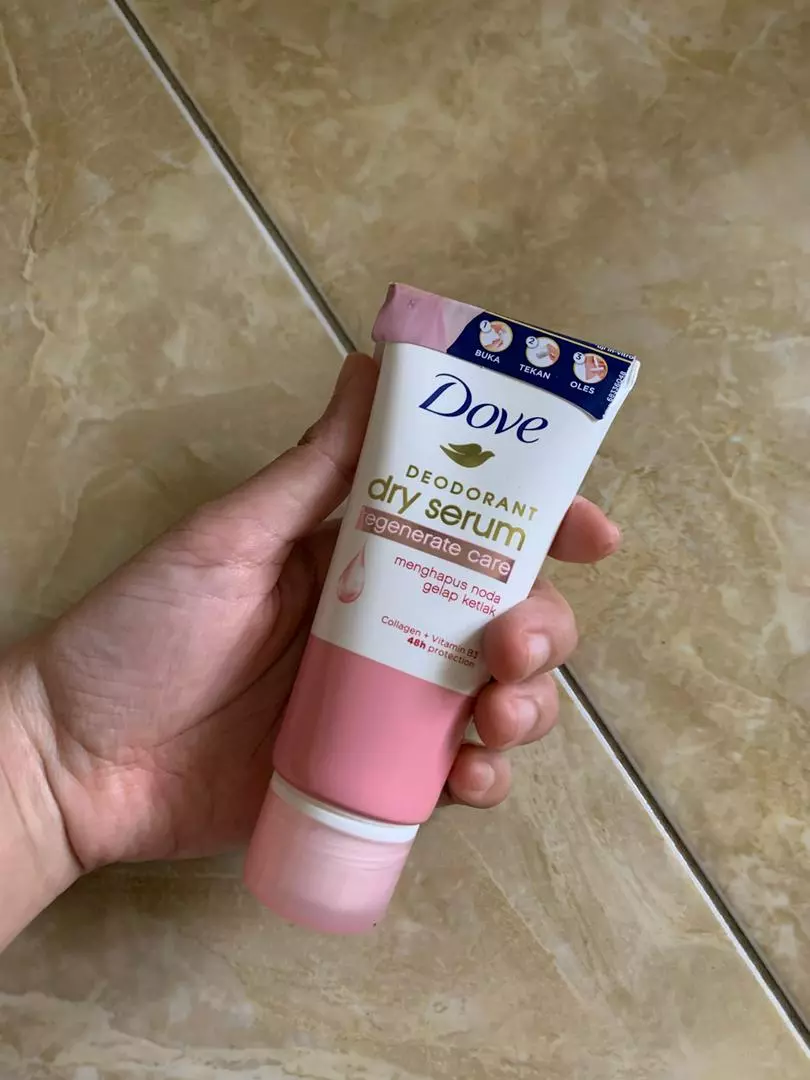 1 2 3
BUKA TEKAN OLES
68336048
Dove
DEODORANT
dry serum
regenerate care
menghapus noda
gelap ketiak
Collagen + Vitamin B3
48h protection